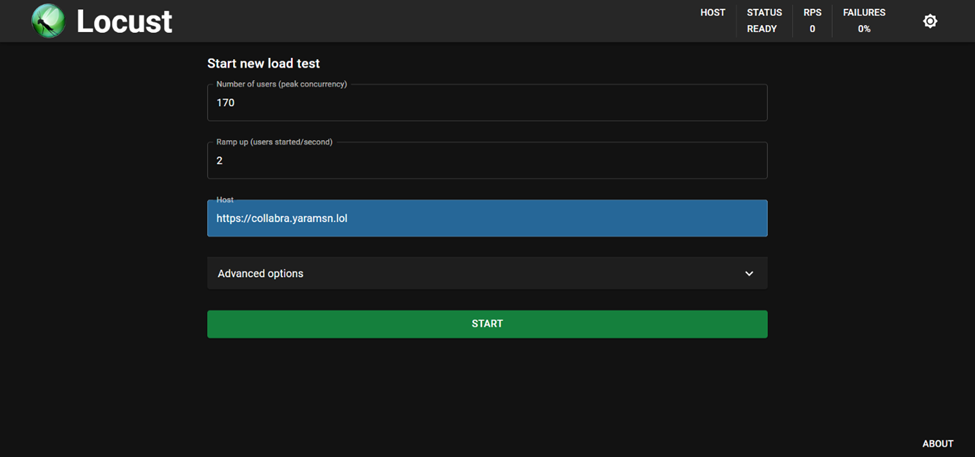 Locust
HOST
STATUS
READY
RPS
0
FAILURES
0%
Start new load test
Number of users (peak concurrency)
170
Ramp up (users started/second)
2
Host
https://collabra.yaramsn.lol
Advanced options
START
ABOUT